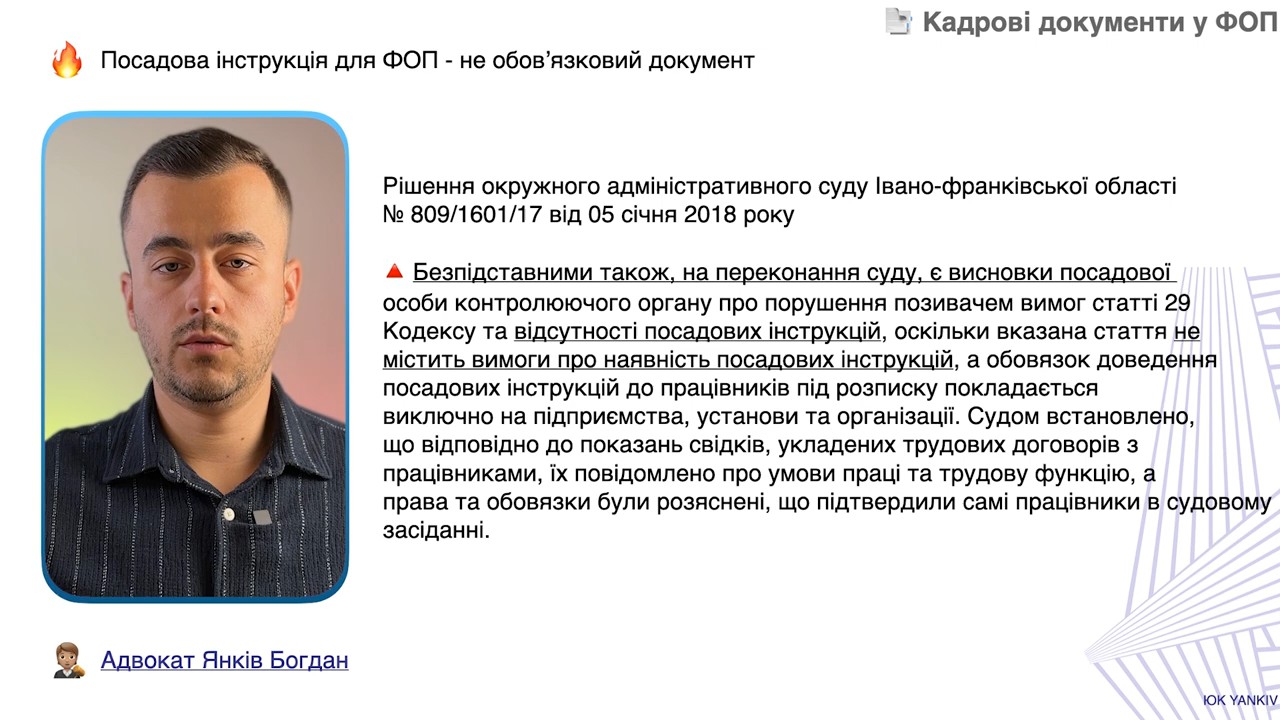 Кадрові документи у ФОП
Посадова інструкція для ФОП - не обов’язковий документ
Рішення окружного адміністративного суду Івано-франківської області
№ 809/1601/17 від 05 січня 2018 року
Безпідставними також, на переконання суду, є висновки посадової
особи контролюючого органу про порушення позивачем вимог статті 29
Кодексу та відсутності посадових інструкцій, оскільки вказана стаття не
містить вимоги про наявність посадових інструкцій, а обовязок доведення
посадових інструкцій до працівників під розписку покладається
виключно на підприємства, установи та організації. Судом встановлено,
що відповідно до показань свідків, укладених трудових договорів з
працівниками, їх повідомлено про умови праці та трудову функцію, а
права та обовязки були розяснені, що підтвердили самі працівники в судовому
засіданні.
Адвокат Янків Богдан
ЮК YANKIV